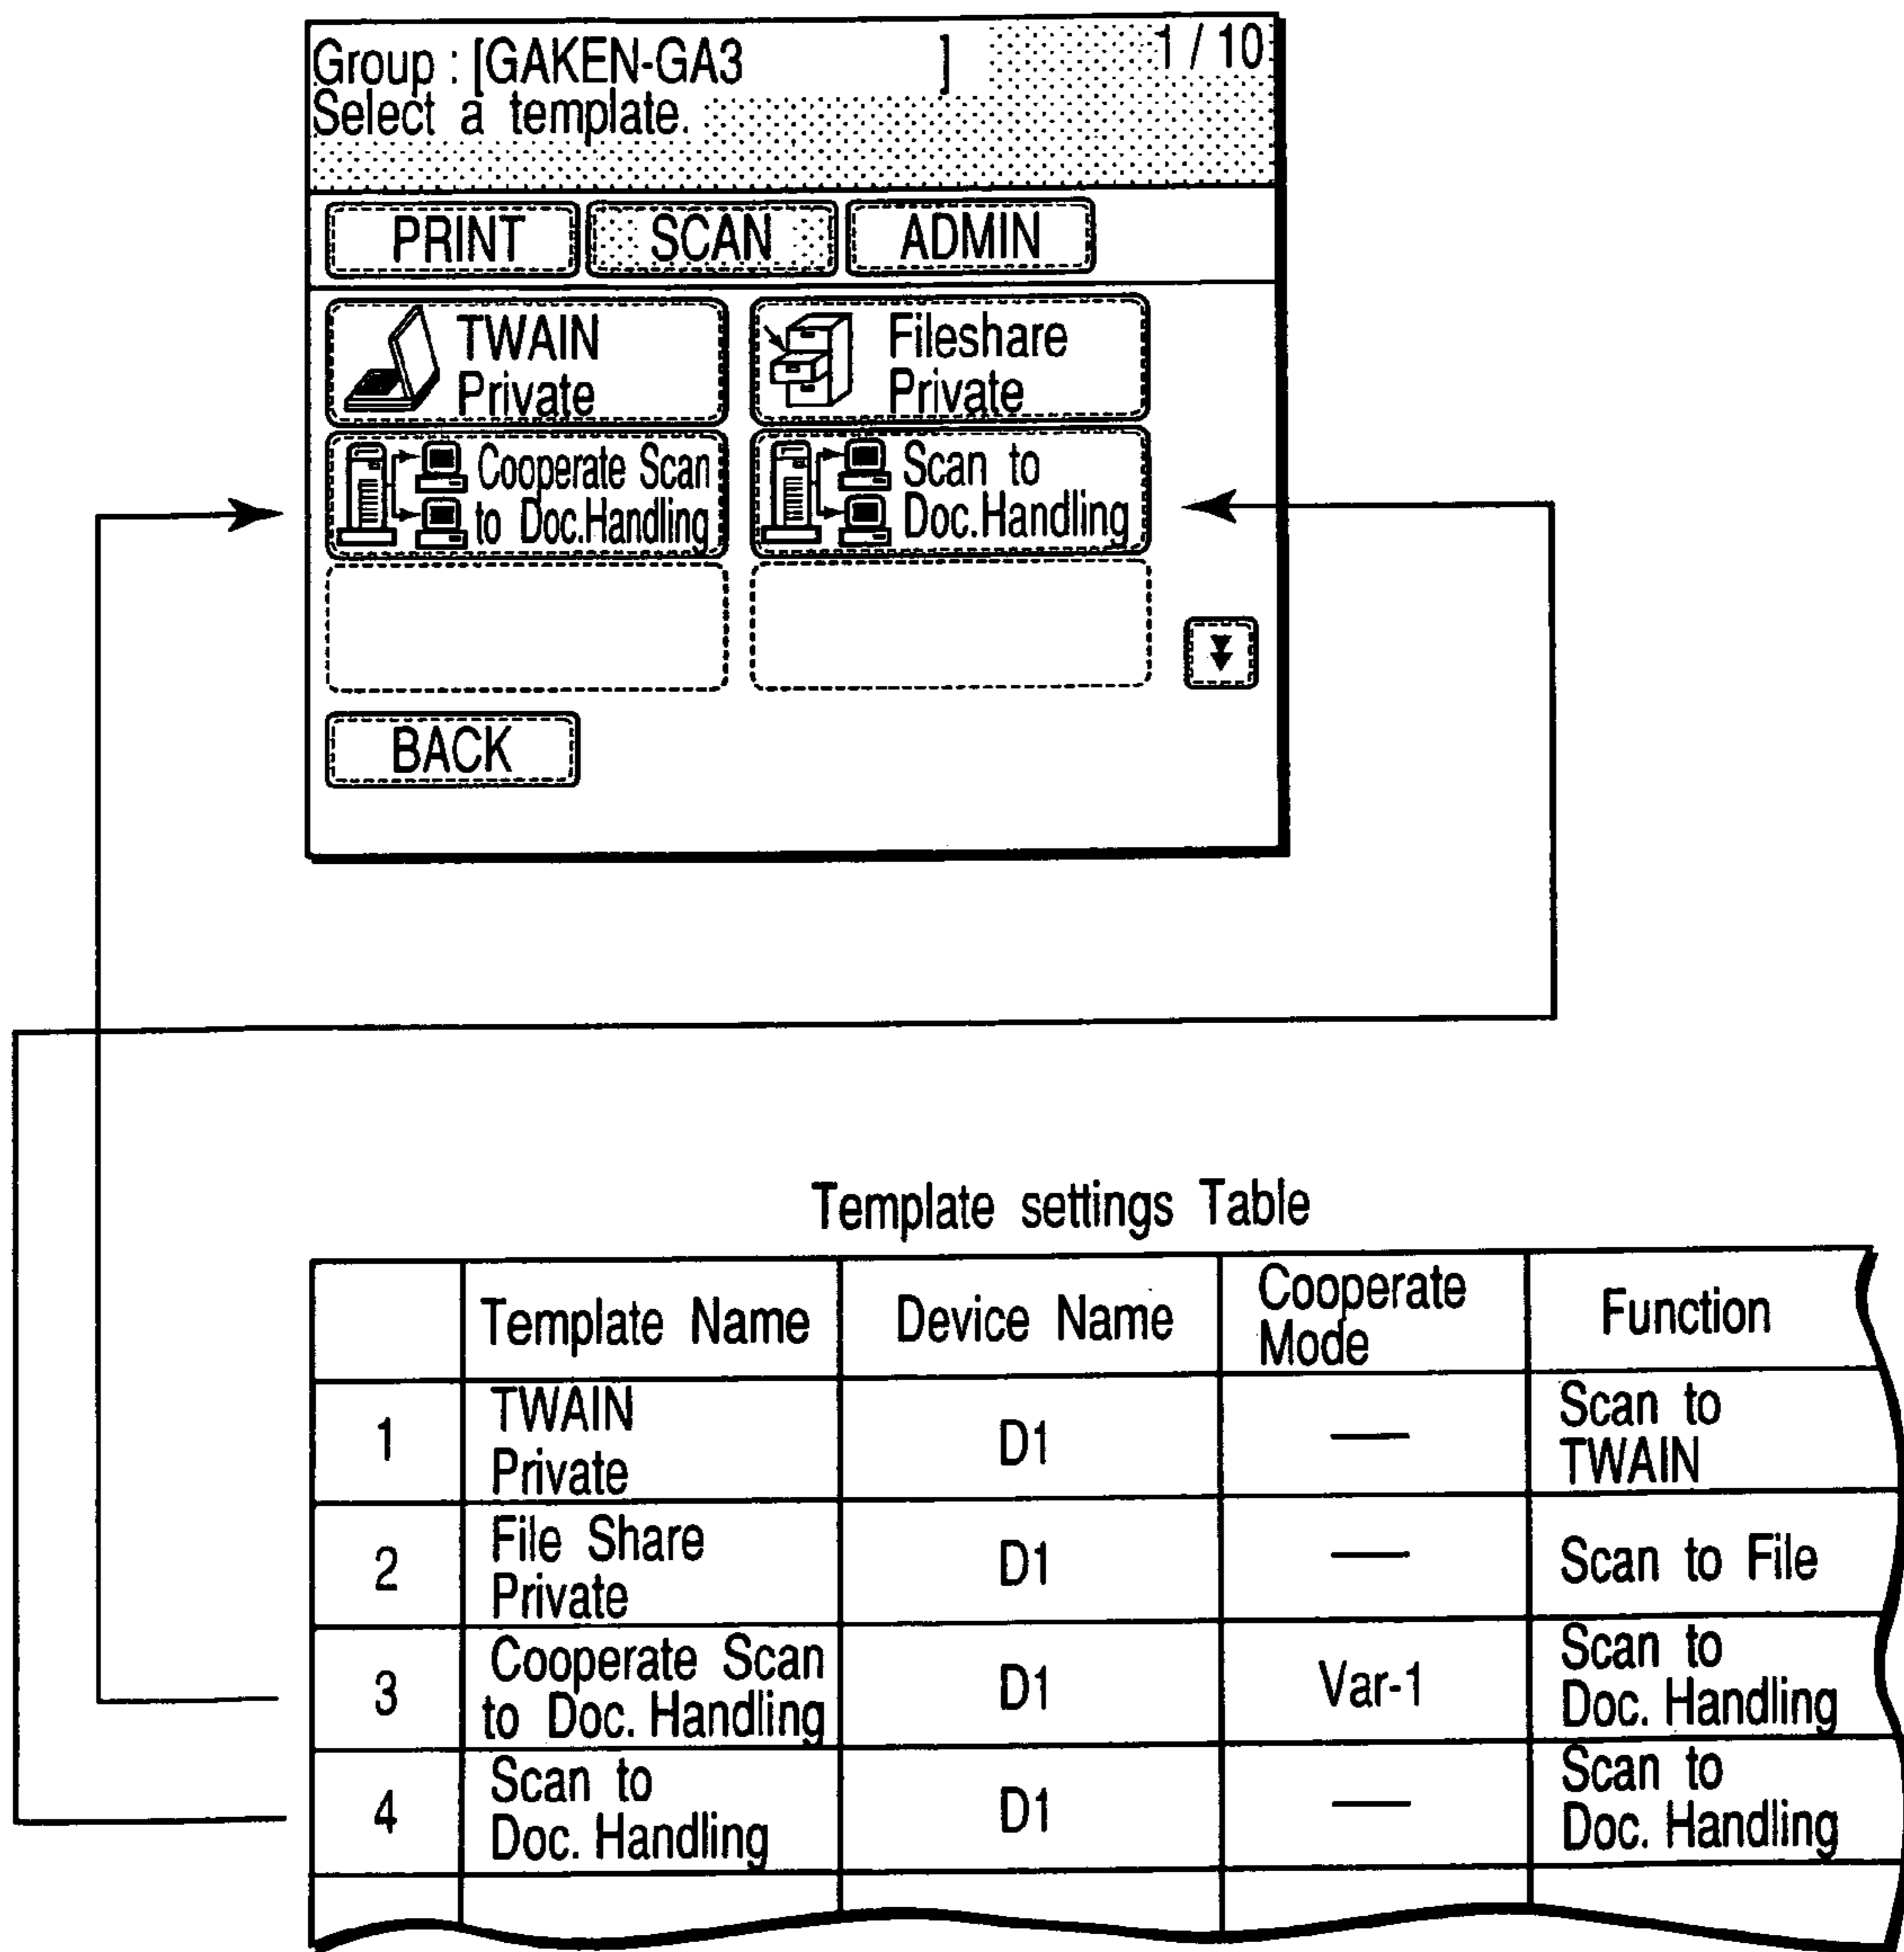 Group : [GAKEN-GA3 ] 1 / 10
Select a template.
PRINT SCAN ADMIN
TWAIN
Private
Fileshare
Private
Cooperate Scan
to Doc.Handling
Scan to
Doc.Handling
BACK
Template settings Table
Template Name Device Name Cooperate
Mode Function
1 TWAIN
Private D1 — Scan to
TWAIN
2 File Share
Private D1 — Scan to File
3 Cooperate Scan
to Doc. Handling D1 Var-1 Scan to
Doc. Handling
4 Scan to
Doc. Handling D1 — Scan to
Doc. Handling